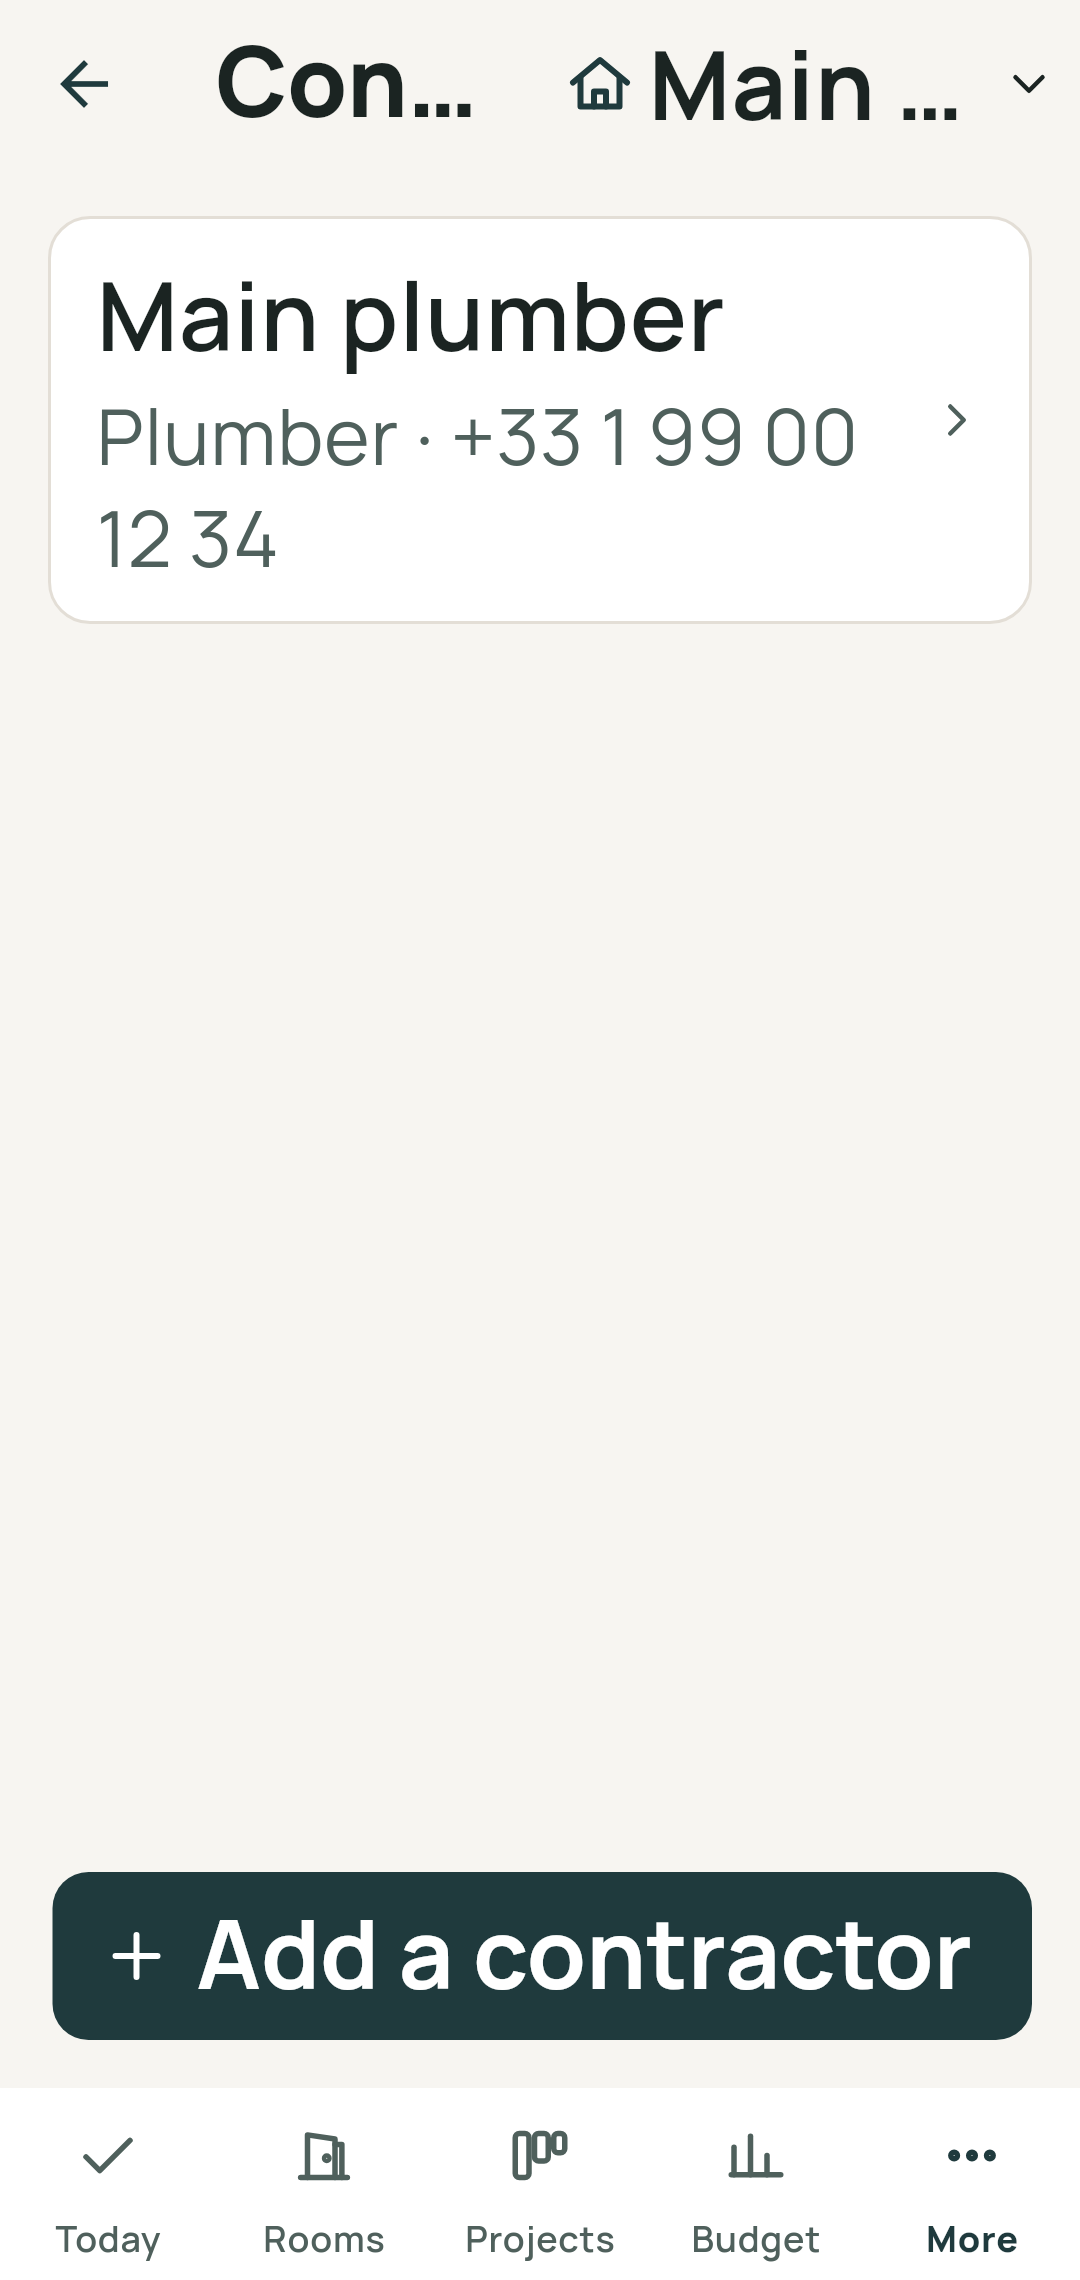 Con...
Main ...
Main plumber
Plumber · +33 1 99 00
12 34
Add a contractor
Today
Rooms
Projects
Budget
More